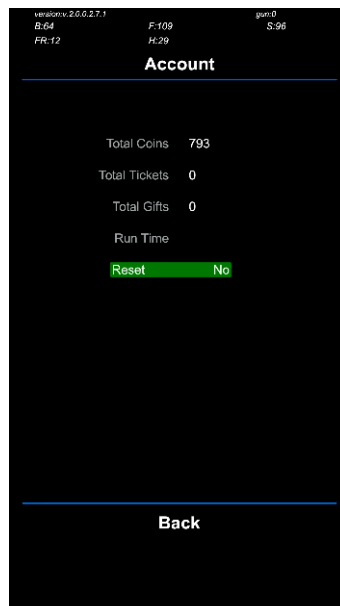 version:v.2.6.0.2.7.1 gun:0
B:64 F:109 S:96
FR:12 H:29
Account
Total Coins 793
Total Tickets 0
Total Gifts 0
Run Time
Reset No
Back